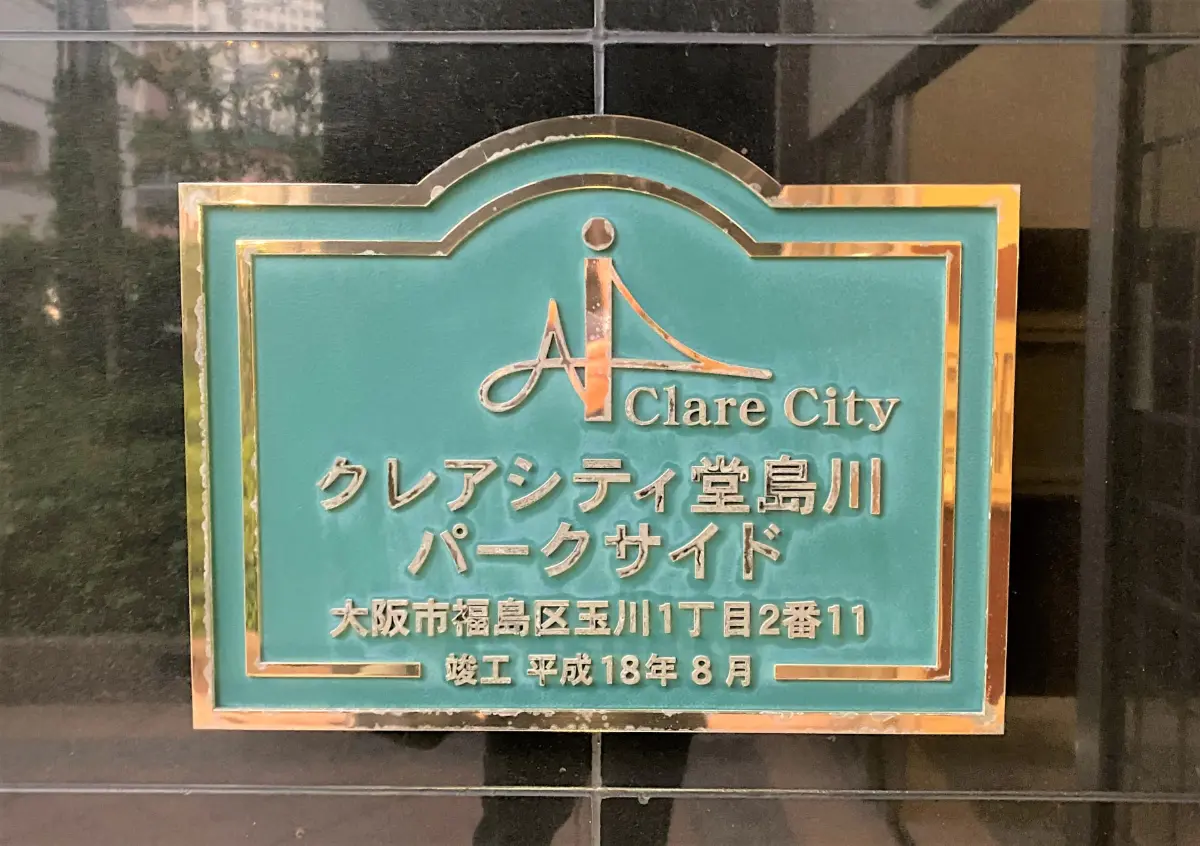 Clare City
クレアシティ堂島川
パークサイド
大阪市福島区玉川1丁目2番11
竣工 平成18年 8月